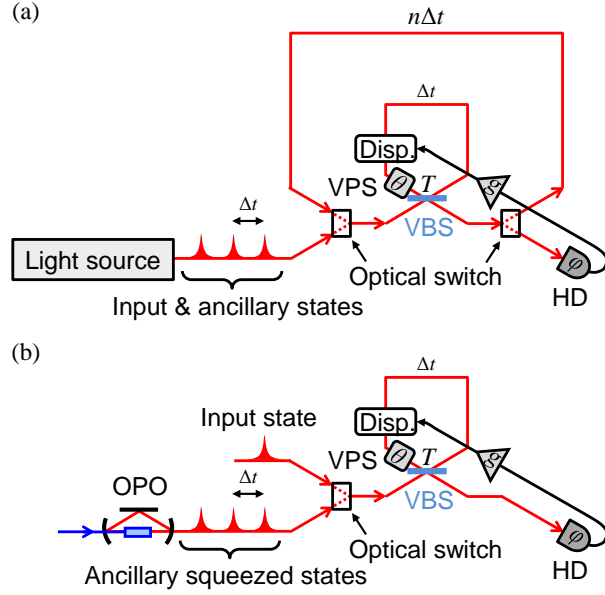 (a)
nΔt
Δt
Disp.
VPS
θ
T
g
Δt
VBS
Light source
Optical switch
φ
HD
Input & ancillary states
(b)
Δt
Input state
Disp.
VPS
θ
T
g
Δt
OPO
VBS
Optical switch
φ
HD
Ancillary squeezed states